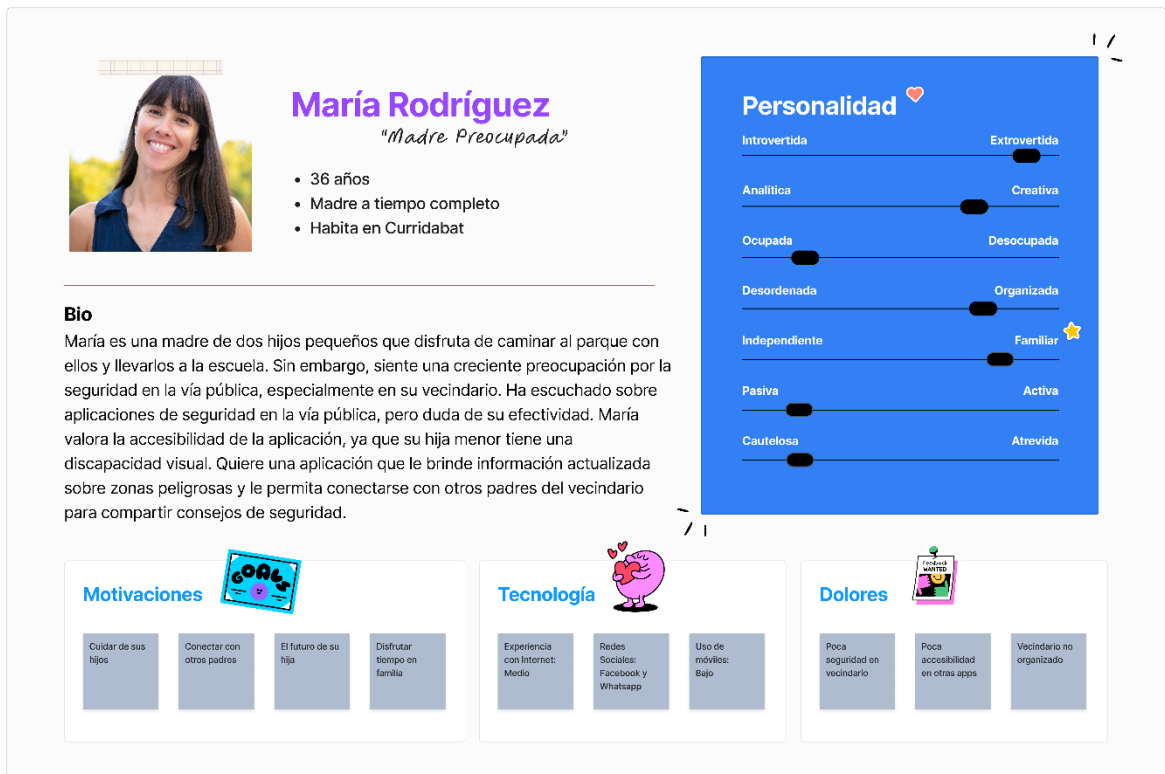 María Rodríguez
"Madre Preocupada"
• 36 años
• Madre a tiempo completo
• Habita en Curridabat
Bio
María es una madre de dos hijos pequeños que disfruta de caminar al parque con
ellos y llevarlos a la escuela. Sin embargo, siente una creciente preocupación por la
seguridad en la vía pública, especialmente en su vecindario. Ha escuchado sobre
aplicaciones de seguridad en la vía pública, pero duda de su efectividad. María
valora la accesibilidad de la aplicación, ya que su hija menor tiene una
discapacidad visual. Quiere una aplicación que le brinde información actualizada
sobre zonas peligrosas y le permita conectarse con otros padres del vecindario
para compartir consejos de seguridad.
Personalidad
Introvertida Extrovertida
Analítica Creativa
Ocupada Desocupada
Desordenada Organizada
Independiente Familiar
Pasiva Activa
Cautelosa Atrevida
Motivaciones
GOALS
Cuidar de sus
hijos
Conectar con
otros padres
El futuro de su
hija
Disfrutar
tiempo en
familia
Tecnología
Experiencia
con Internet:
Medio
Redes
Sociales:
Facebook y
Whatsapp
Uso de
móviles:
Bajo
Dolores
Feedback
WANTED
Poca
seguridad en
vecindario
Poca
accesibilidad
en otras apps
Vecindario no
organizado